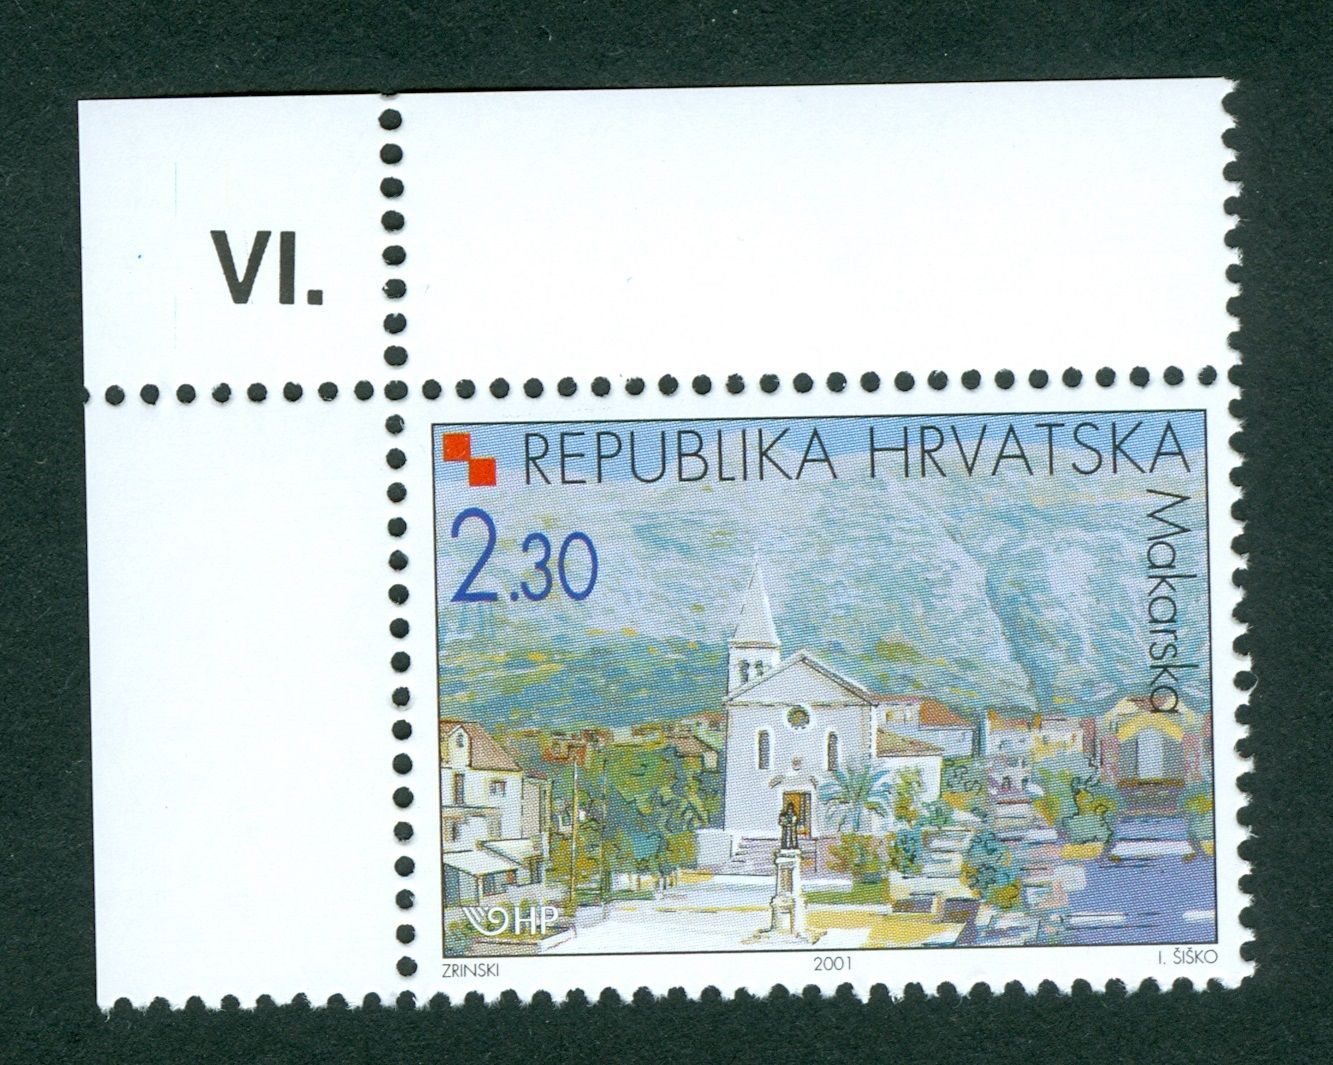 VI.
REPUBLIKA HRVATSKA
2.30
Makarska
HP
ZRINSKI
2001
I. ŠIŠKO